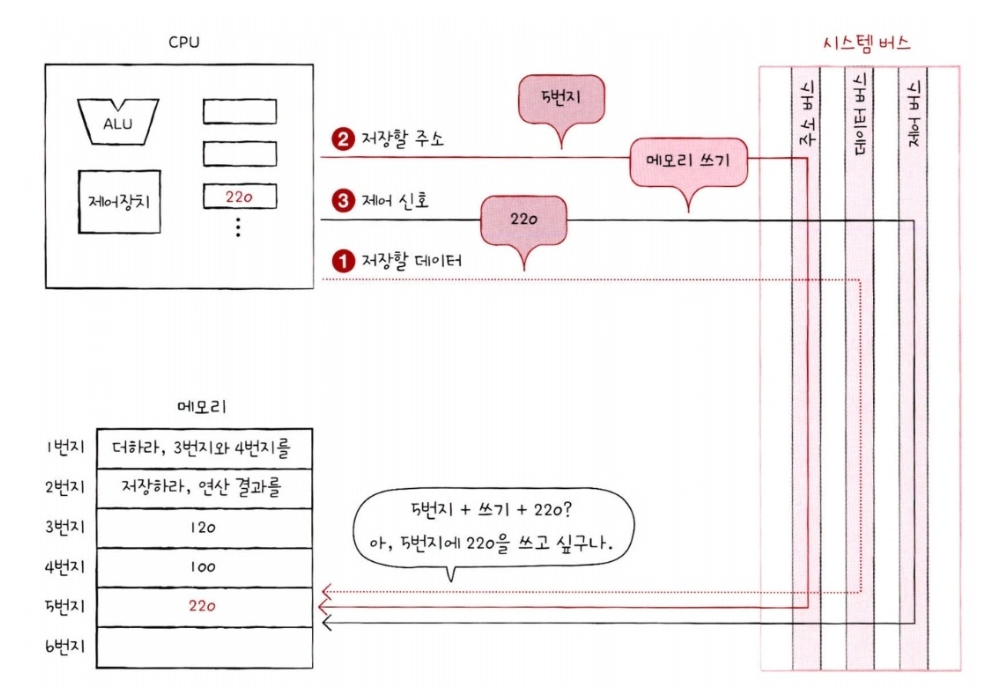 CPU
시스템 버스
ALU
제어장치
220
5번지
2 저장할 주소
메모리 쓰기
3 제어 신호
220
1 저장할 데이터
주소 버스
데이터 버스
제어 버스
메모리
1번지 더하라, 3번지와 4번지를
2번지 저장하라, 연산 결과를
3번지 120
4번지 100
5번지 220
6번지
5번지 + 쓰기 + 220?
아, 5번지에 220을 쓰고 싶구나.